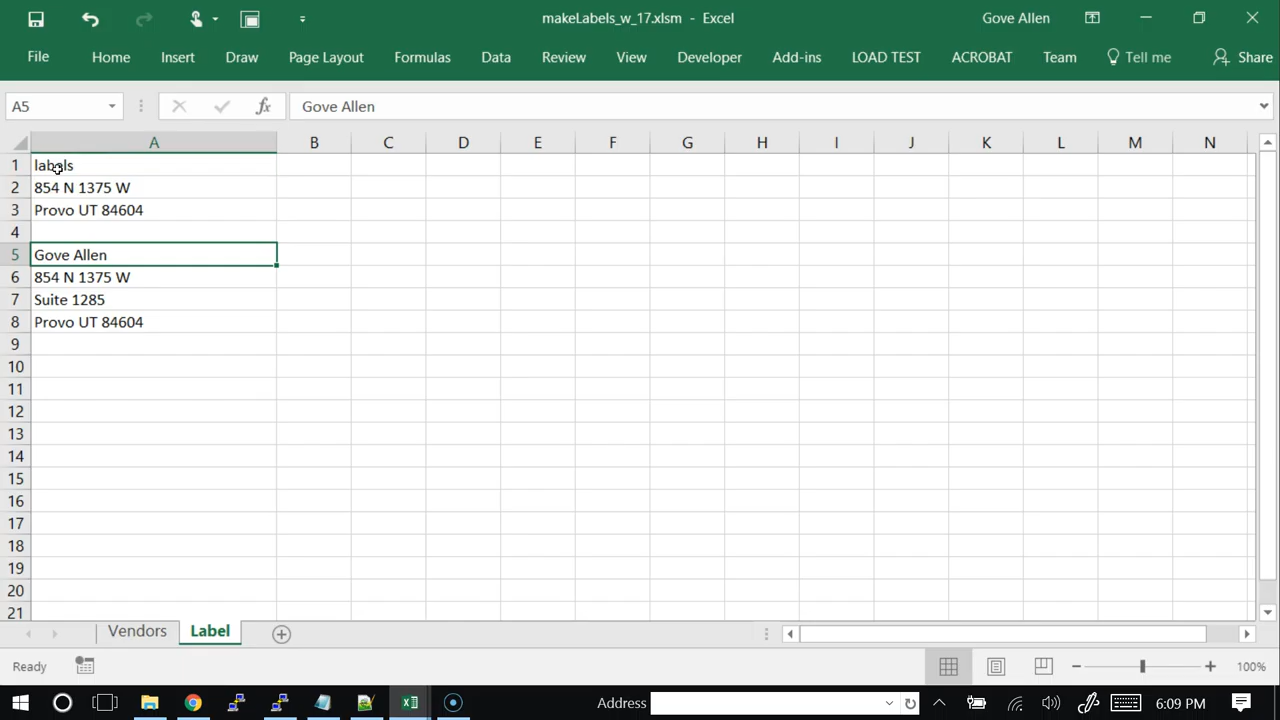 makeLabels_w_17.xlsm - Excel
Gove Allen
File Home Insert Draw Page Layout Formulas Data Review View Developer Add-ins LOAD TEST ACROBAT Team Tell me Share
A5 fx Gove Allen
A B C D E F G H I J K L M N
1 labels
2 854 N 1375 W
3 Provo UT 84604
4
5 Gove Allen
6 854 N 1375 W
7 Suite 1285
8 Provo UT 84604
9
10
11
12
13
14
15
16
17
18
19
20
21
Vendors Label
Ready 100%
Address 6:09 PM